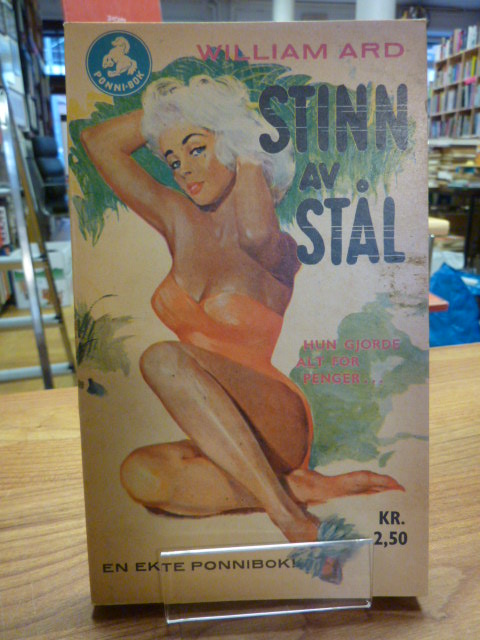 PONNI-BOK
WILLIAM ARD
STINN
AV
STÅL
HUN GJORDE
ALT FOR
PENGER...
KR.
2,50
EN EKTE PONNIBOK!